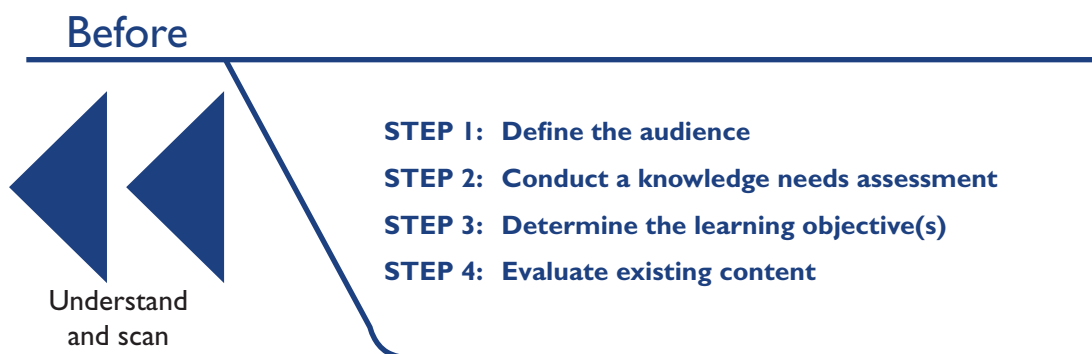 Before
STEP 1: Define the audience
STEP 2: Conduct a knowledge needs assessment
STEP 3: Determine the learning objective(s)
STEP 4: Evaluate existing content
Understand
and scan